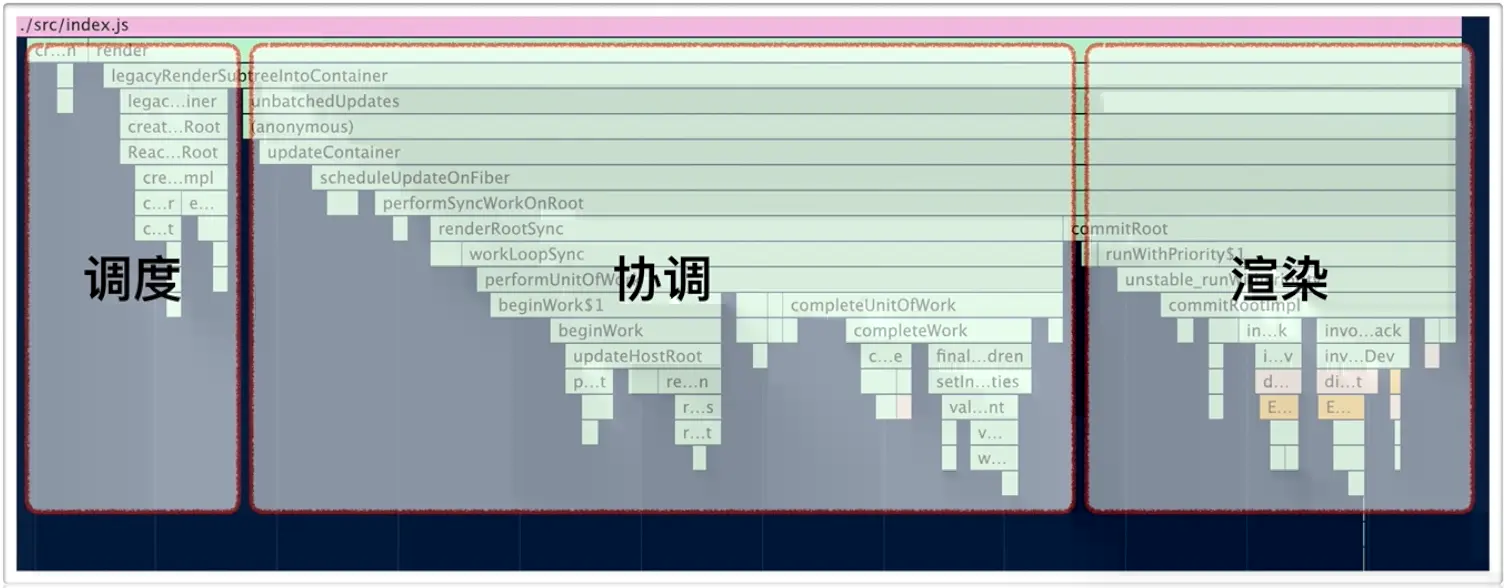 ./src/index.js
cr...n render
legacyRenderSubtreeIntoContainer
legac...iner unbatchedUpdates
creat...Root (anonymous)
Reac...Root updateContainer
cre...mpl scheduleUpdateOnFiber
c...r e... performSyncWorkOnRoot
c...t renderRootSync commitRoot
workLoopSync runWithPriority$1
调度 协调 渲染
performUnitOfWo unstable_run
beginWork$1 completeUnitOfWork commitRootImpl
beginWork completeWork in...k invo...ack
updateHostRoot c...e final...dren i...v inv...Dev
p...t re...n setIn...ties d... di...t
r...s val...nt E... E...
r...t v...
w...